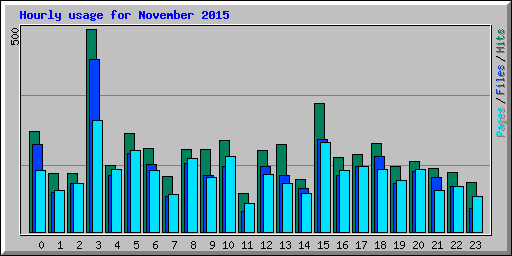 Hourly usage for November 2015
500
Pages / Files / Hits
0 1 2 3 4 5 6 7 8 9 10 11 12 13 14 15 16 17 18 19 20 21 22 23